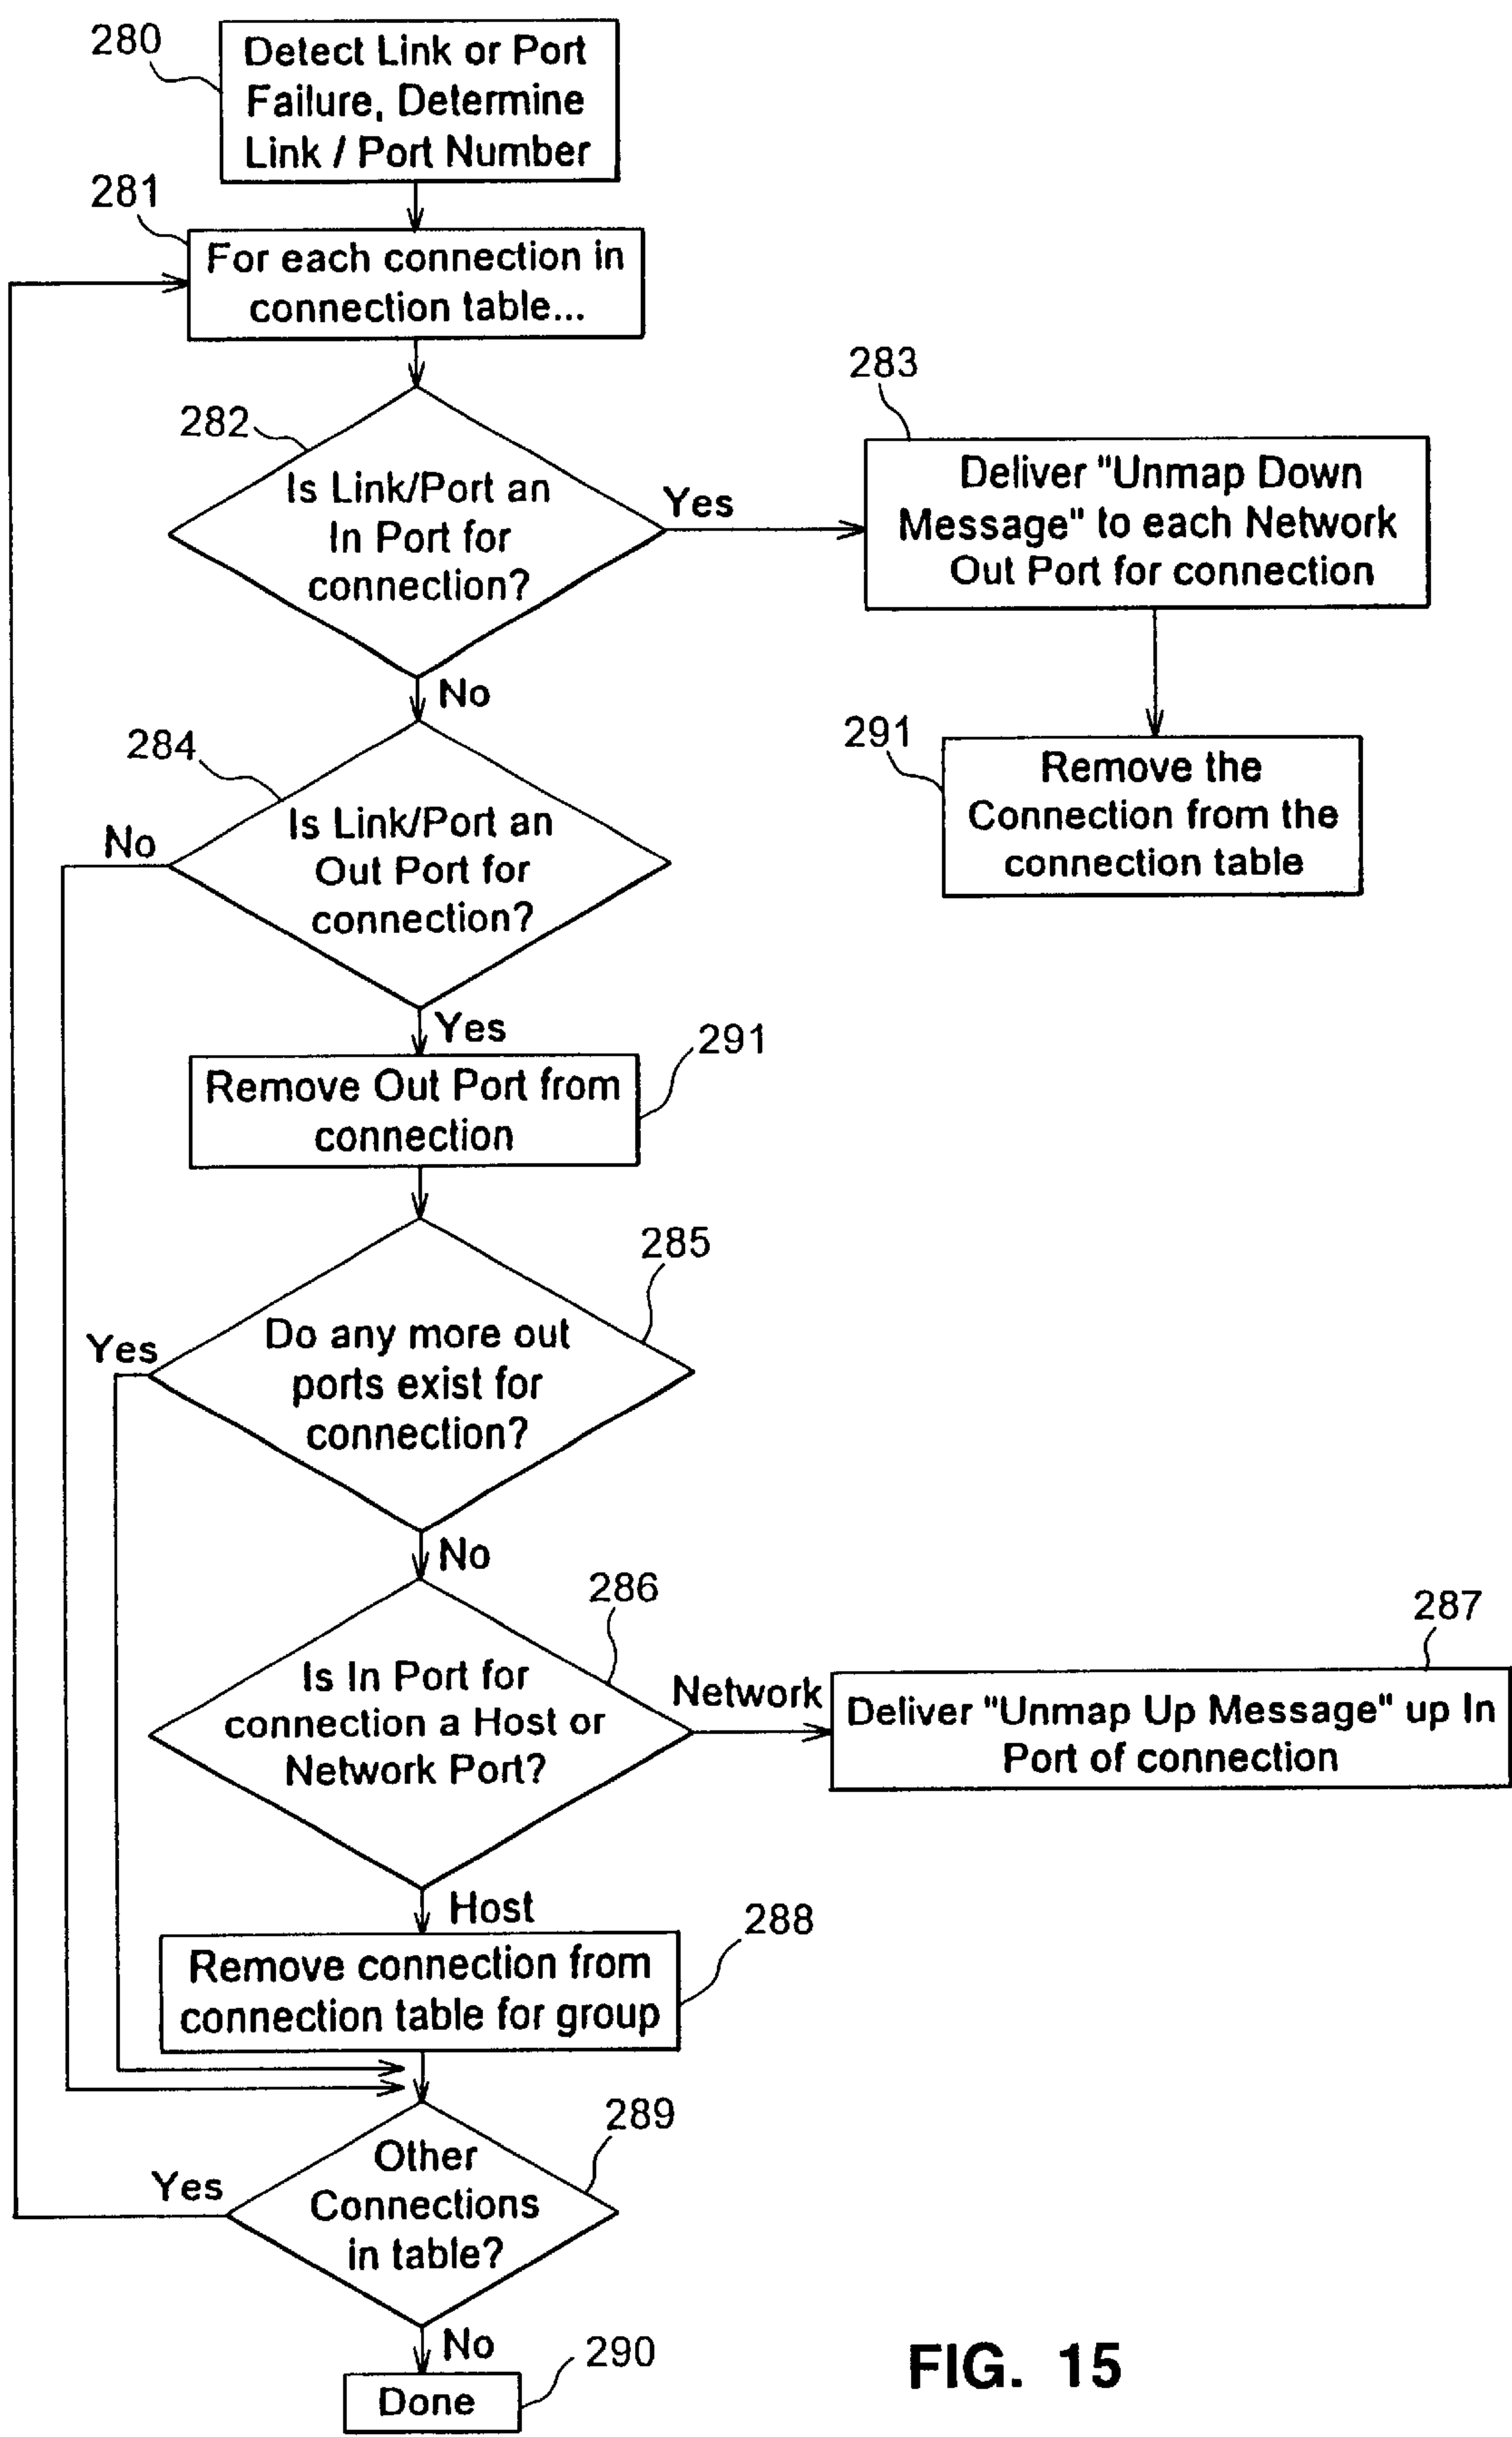 280
Detect Link or Port
Failure, Determine
Link / Port Number
281
For each connection in
connection table...
282
Is Link/Port an
In Port for
connection?
Yes
283
Deliver "Unmap Down
Message" to each Network
Out Port for connection
No
291
Remove the
Connection from the
connection table
284
Is Link/Port an
Out Port for
connection?
No
Yes
291
Remove Out Port from
connection
285
Do any more out
ports exist for
connection?
Yes
No
286
Is In Port for
connection a Host or
Network Port?
Network
287
Deliver "Unmap Up Message" up In
Port of connection
Host
288
Remove connection from
connection table for group
289
Other
Connections
in table?
Yes
No
290
Done
FIG. 15